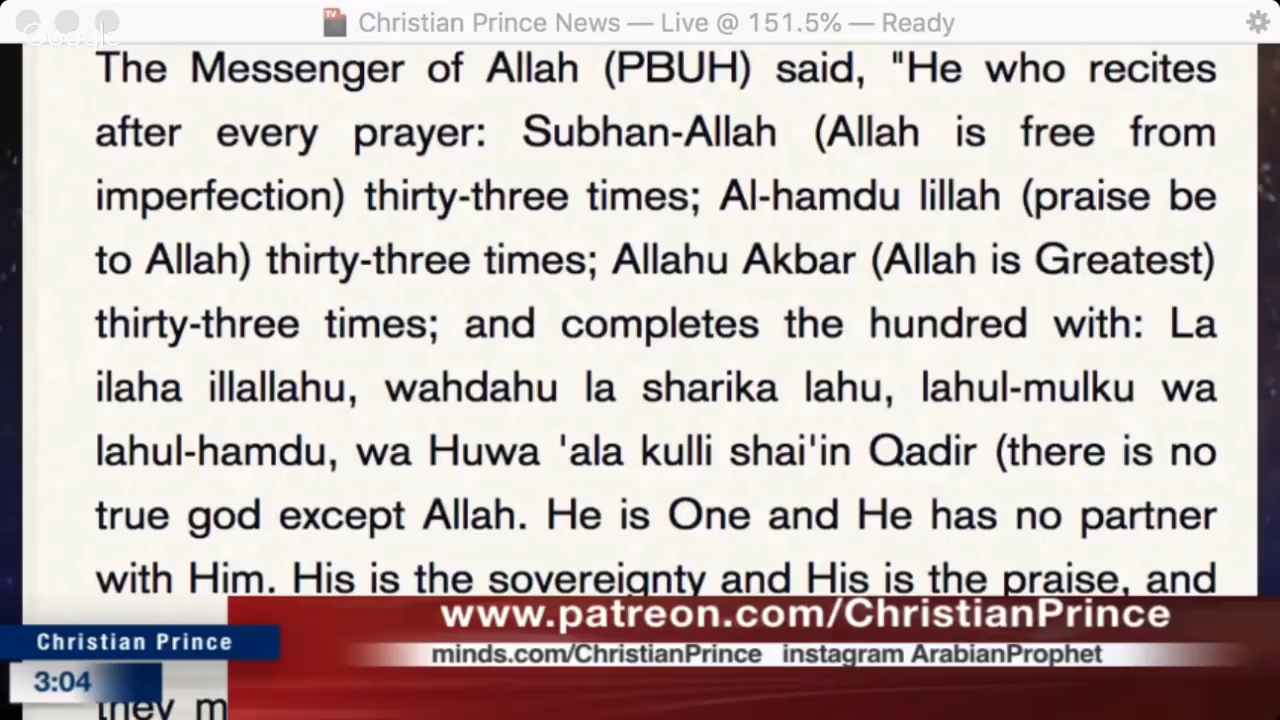 Christian Prince News — Live @ 151.5% — Ready
Google
The Messenger of Allah (PBUH) said, "He who recites
after every prayer: Subhan-Allah (Allah is free from
imperfection) thirty-three times; Al-hamdu lillah (praise be
to Allah) thirty-three times; Allahu Akbar (Allah is Greatest)
thirty-three times; and completes the hundred with: La
ilaha illallahu, wahdahu la sharika lahu, lahul-mulku wa
lahul-hamdu, wa Huwa 'ala kulli shai'in Qadir (there is no
true god except Allah. He is One and He has no partner
with Him. His is the sovereignty and His is the praise, and
www.patreon.com/ChristianPrince
Christian Prince
minds.com/ChristianPrince instagram ArabianProphet
3:04
they m